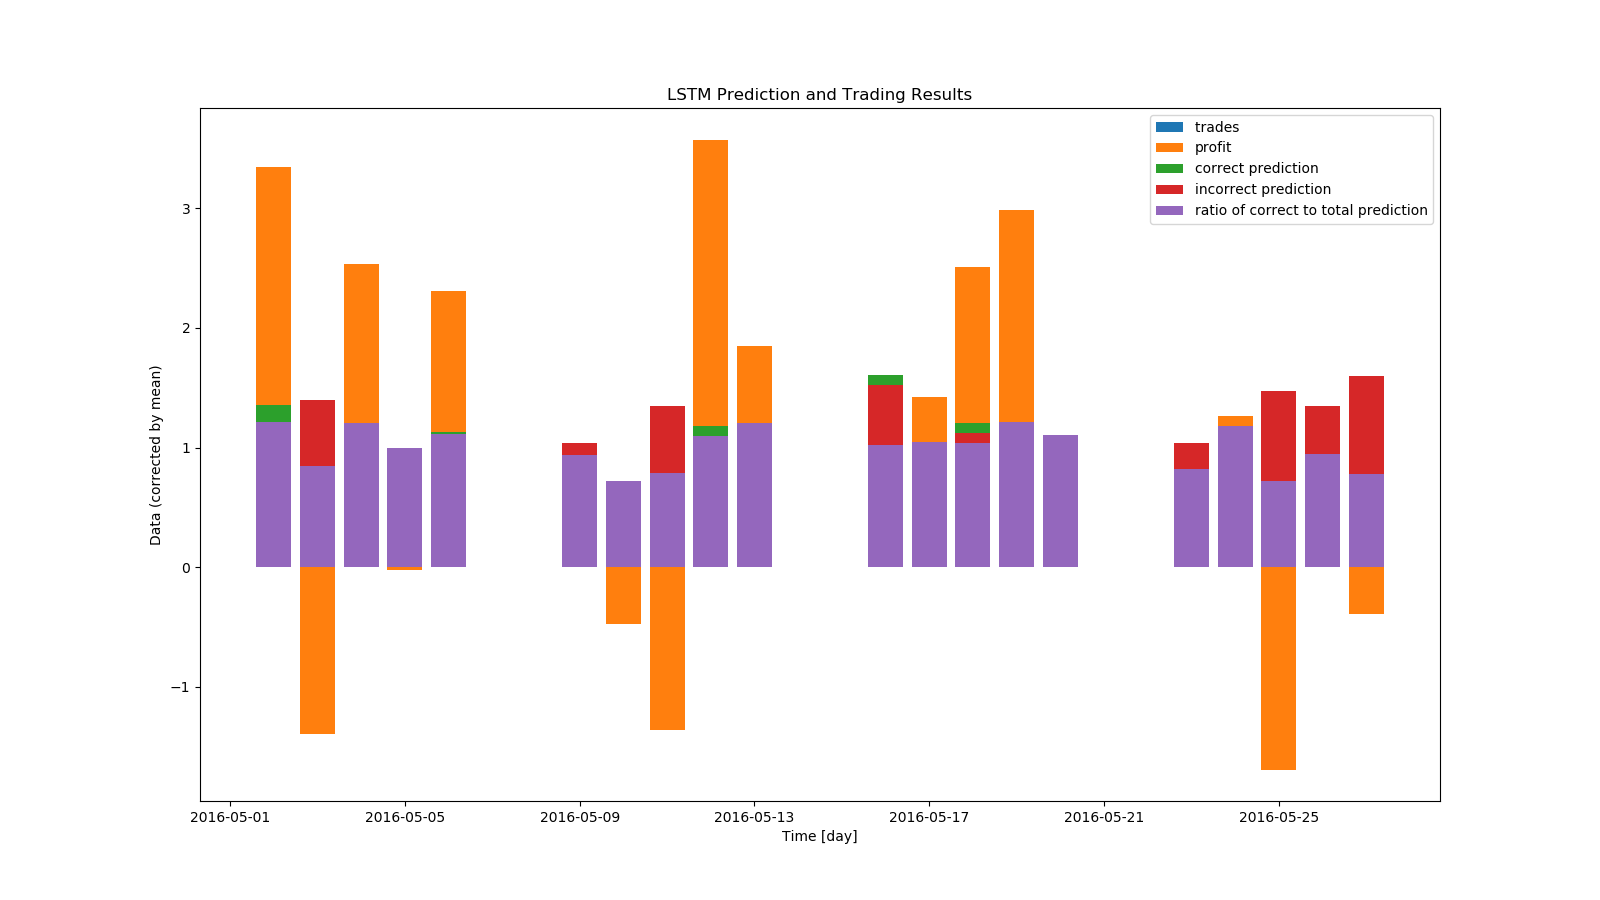 LSTM Prediction and Trading Results
trades
profit
correct prediction
incorrect prediction
ratio of correct to total prediction
Data (corrected by mean)
3
2
1
0
−1
2016-05-01 2016-05-05 2016-05-09 2016-05-13 2016-05-17 2016-05-21 2016-05-25
Time [day]